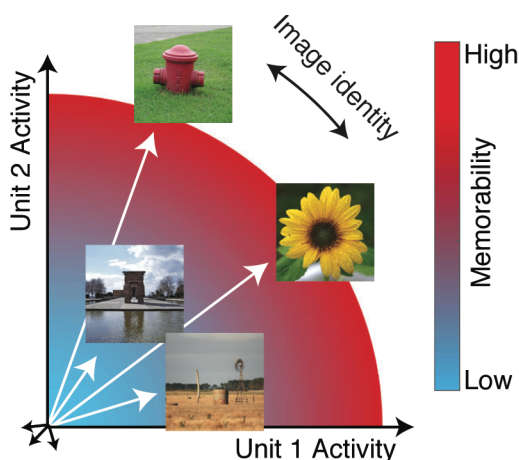 Image identity
High
Unit 2 Activity
Memorability
Low
Unit 1 Activity